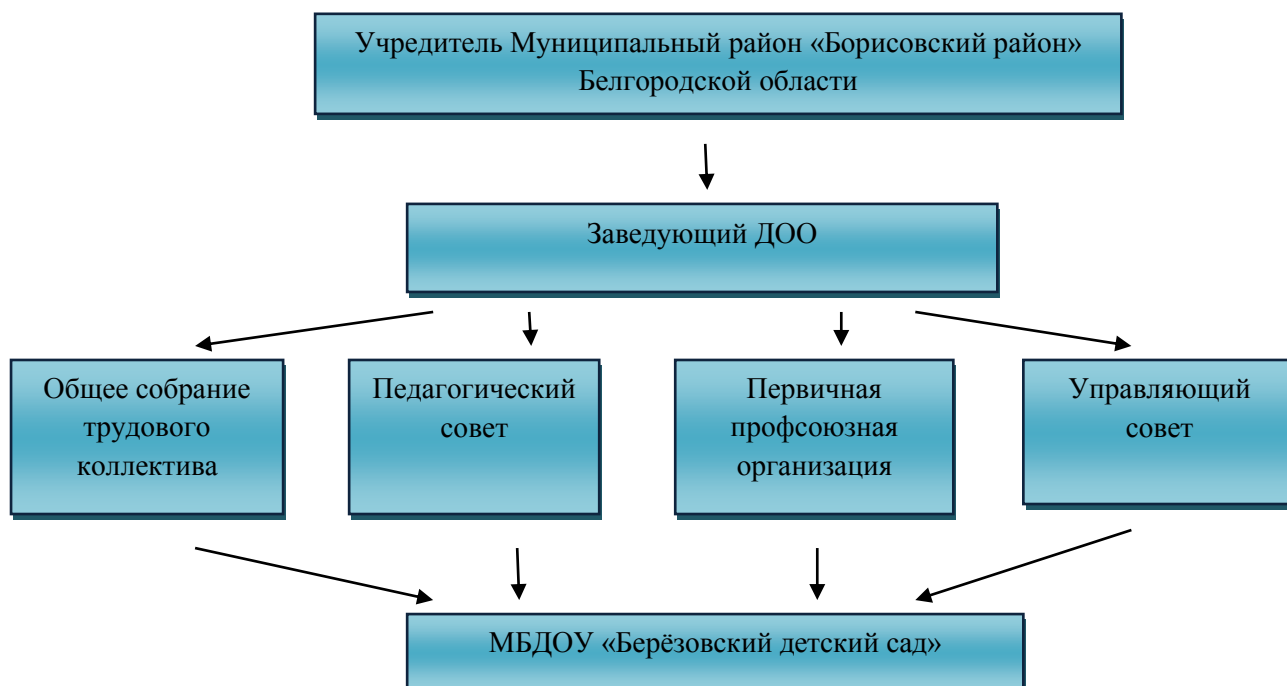 Учредитель Муниципальный район «Борисовский район»
Белгородской области
Заведующий ДОО
Общее собрание
трудового
коллектива
Педагогический
совет
Первичная
профсоюзная
организация
Управляющий
совет
МБДОУ «Берёзовский детский сад»